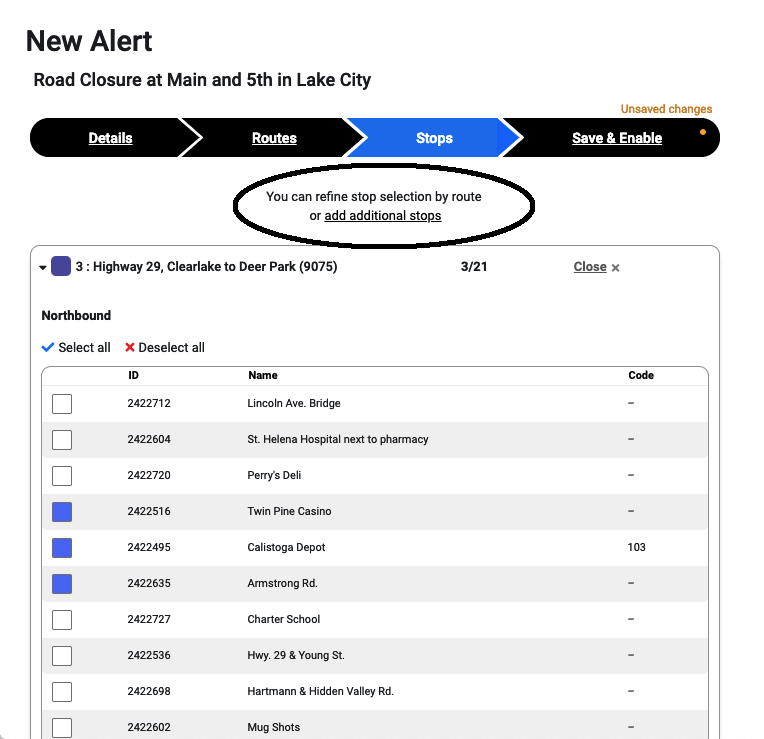 New Alert
Road Closure at Main and 5th in Lake City
Unsaved changes
Details Routes Stops Save & Enable
You can refine stop selection by route
or add additional stops
3 : Highway 29, Clearlake to Deer Park (9075) 3/21 Close ×
Northbound
Select all Deselect all
ID Name Code
2422712 Lincoln Ave. Bridge –
2422604 St. Helena Hospital next to pharmacy –
2422720 Perry's Deli –
2422516 Twin Pine Casino –
2422495 Calistoga Depot 103
2422635 Armstrong Rd. –
2422727 Charter School –
2422536 Hwy. 29 & Young St. –
2422698 Hartmann & Hidden Valley Rd. –
2422602 Mug Shots –